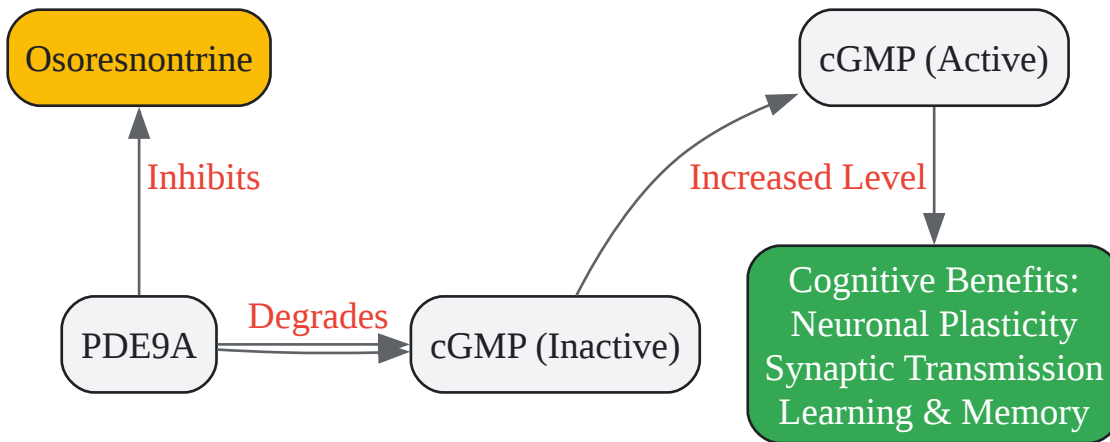 Osoresnontrine
cGMP (Active)
Inhibits
Increased Level
Degrades
PDE9A
cGMP (Inactive)
Cognitive Benefits:
Neuronal Plasticity
Synaptic Transmission
Learning & Memory